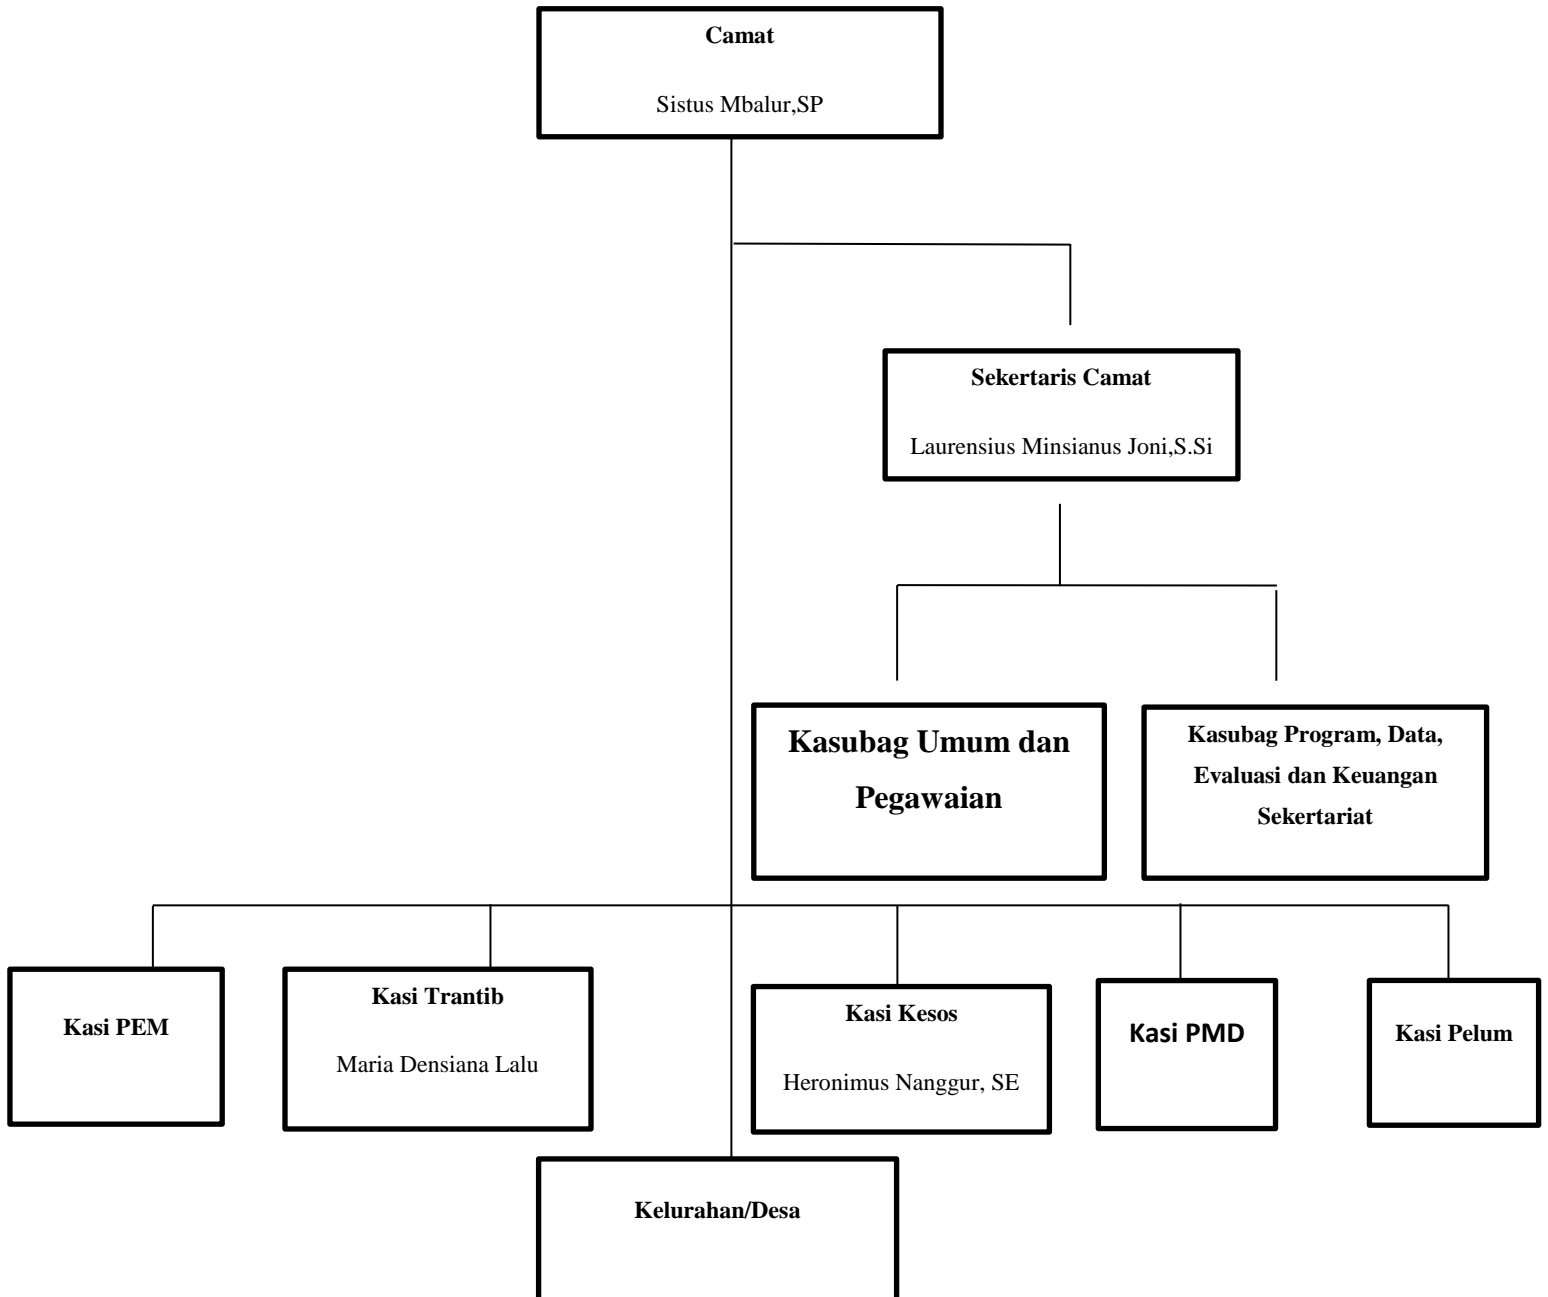 Camat
Sistus Mbalur,SP
Sekertaris Camat
Laurensius Minsianus Joni,S.Si
Kasubag Umum dan
Pegawaian
Kasubag Program, Data,
Evaluasi dan Keuangan
Sekertariat
Kasi PEM
Kasi Trantib
Maria Densiana Lalu
Kasi Kesos
Heronimus Nanggur, SE
Kasi PMD
Kasi Pelum
Kelurahan/Desa